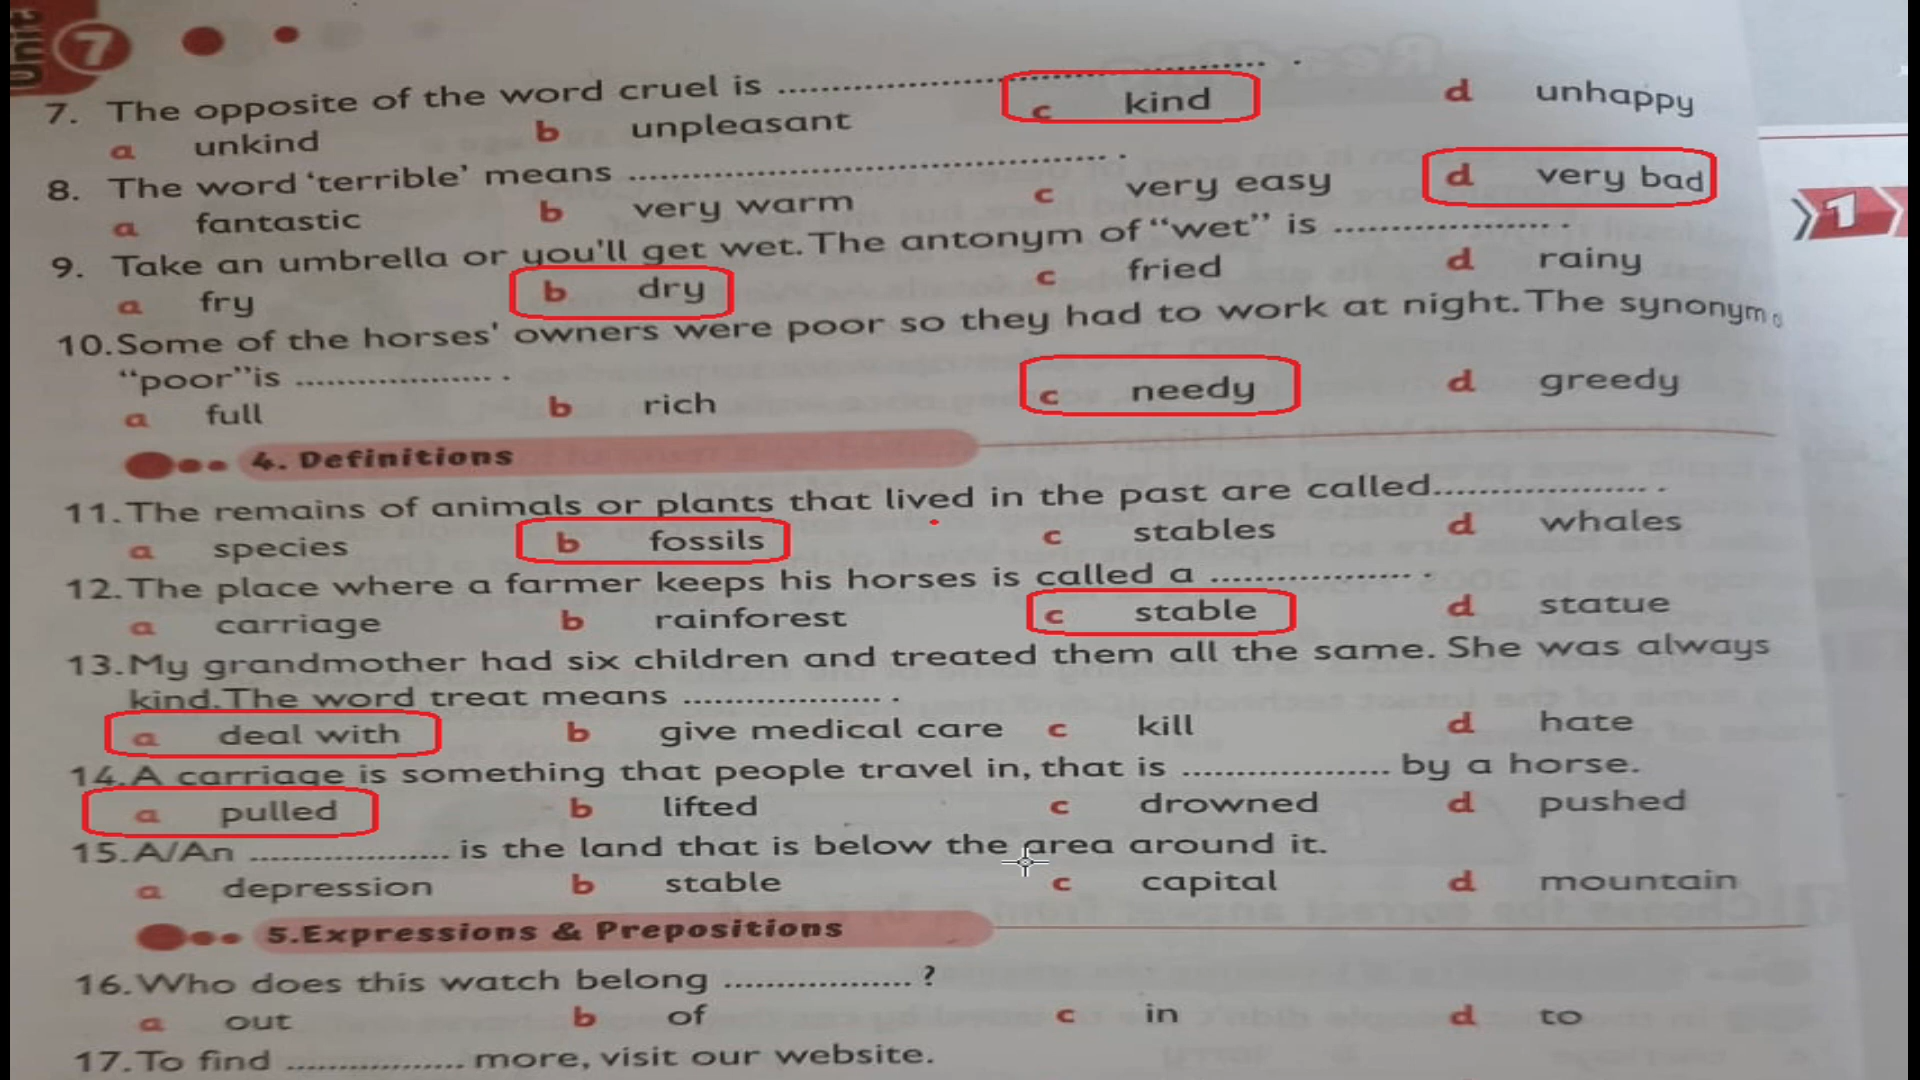 Unit 7
7. The opposite of the word cruel is .................... .
a unkind b unpleasant c kind d unhappy
8. The word 'terrible' means .................... .
a fantastic b very warm c very easy d very bad
9. Take an umbrella or you'll get wet. The antonym of "wet" is .................... .
a fry b dry c fried d rainy
10. Some of the horses' owners were poor so they had to work at night. The synonym
"poor" is .................... .
a full b rich c needy d greedy
4. Definitions
11. The remains of animals or plants that lived in the past are called.................... .
a species b fossils c stables d whales
12. The place where a farmer keeps his horses is called a .................... .
a carriage b rainforest c stable d statue
13. My grandmother had six children and treated them all the same. She was always
kind. The word treat means .................... .
a deal with b give medical care c kill d hate
14. A carriage is something that people travel in, that is .................... by a horse.
a pulled b lifted c drowned d pushed
15. A/An .................... is the land that is below the area around it.
a depression b stable c capital d mountain
5. Expressions & Prepositions
16. Who does this watch belong .................... ?
a out b of c in d to
17. To find .................... more, visit our website.
1